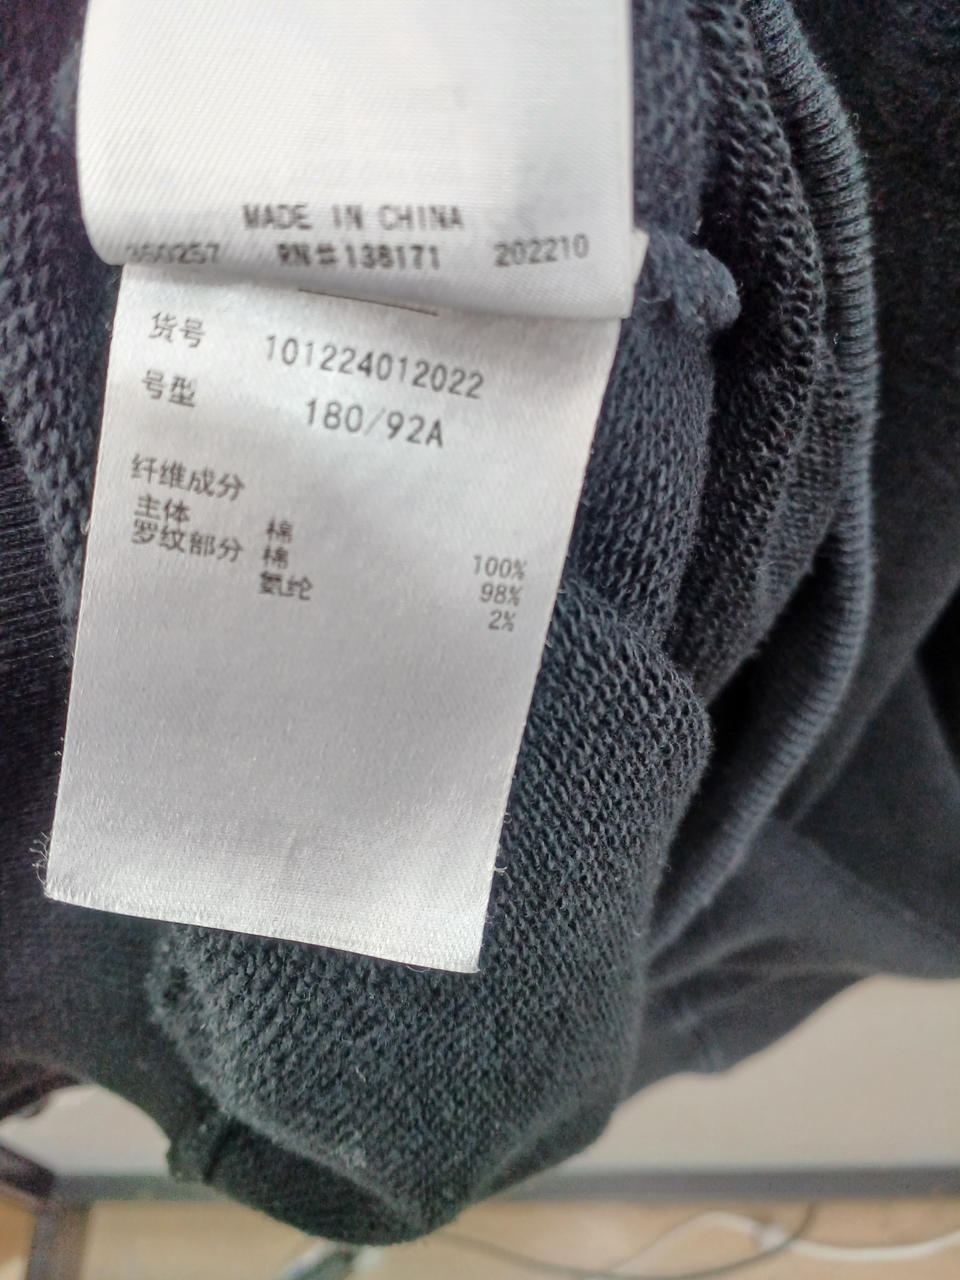 MADE IN CHINA
RN#138171 202210
货号 101224012022
号型 180/92A
纤维成分
主体 棉 100%
罗纹部分 棉 98%
氨纶 2%